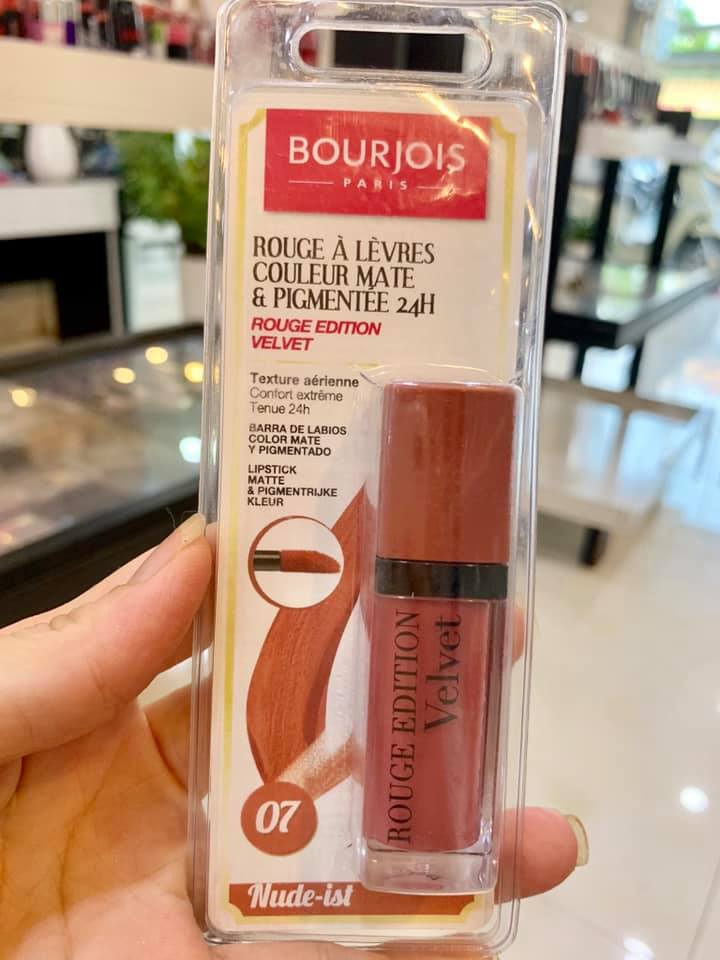 BOURJOIS
PARIS
ROUGE À LÈVRES
COULEUR MATE
& PIGMENTÉE 24H
ROUGE EDITION
VELVET
Texture aérienne
Confort extrême
Tenue 24h
BARRA DE LABIOS
COLOR MATE
Y PIGMENTADO
LIPSTICK
MATTE
& PIGMENTRIJKE
KLEUR
ROUGE EDITION
Velvet
07
Nude-ist